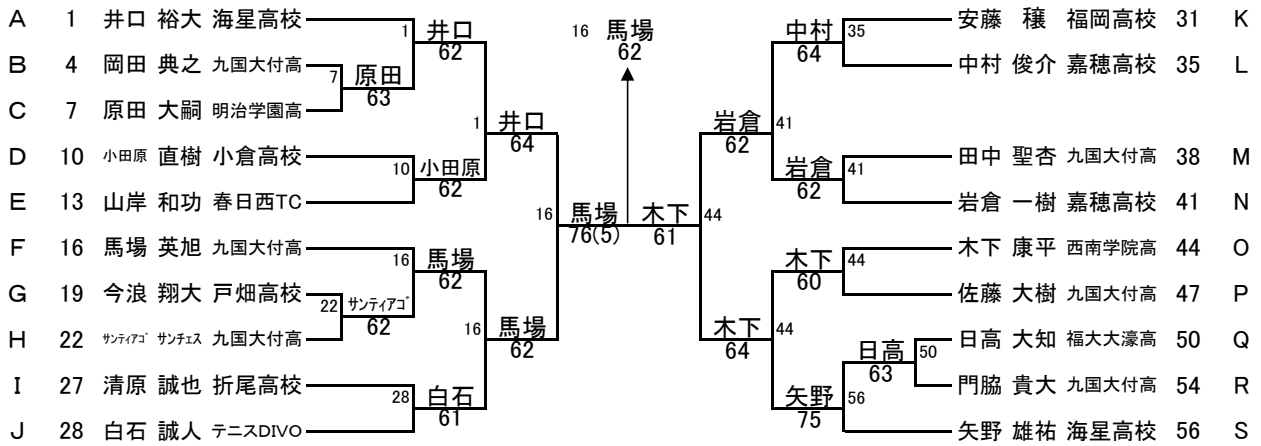 A 1 井口 裕大 海星高校
B 4 岡田 典之 九国大付高
C 7 原田 大嗣 明治学園高
D 10 小田原 直樹 小倉高校
E 13 山岸 和功 春日西TC
F 16 馬場 英旭 九国大付高
G 19 今浪 翔大 戸畑高校
H 22 サンティアゴ サンチェス 九国大付高
I 27 清原 誠也 折尾高校
J 28 白石 誠人 テニスDIVO
7 原田
63
1 井口
62
10 小田原
62
22 サンティアゴ
62
16 馬場
62
28 白石
61
1 井口
64
16 馬場
62
16 馬場
76(5)
16 馬場
62
木下 44
61
岩倉 41
62
木下 44
64
中村 35
64
岩倉 41
62
木下 44
60
日高 50
63
矢野 56
75
安藤 穣 福岡高校 31 K
中村 俊介 嘉穂高校 35 L
田中 聖杏 九国大付高 38 M
岩倉 一樹 嘉穂高校 41 N
木下 康平 西南学院高 44 O
佐藤 大樹 九国大付高 47 P
日高 大知 福大大濠高 50 Q
門脇 貴大 九国大付高 54 R
矢野 雄祐 海星高校 56 S